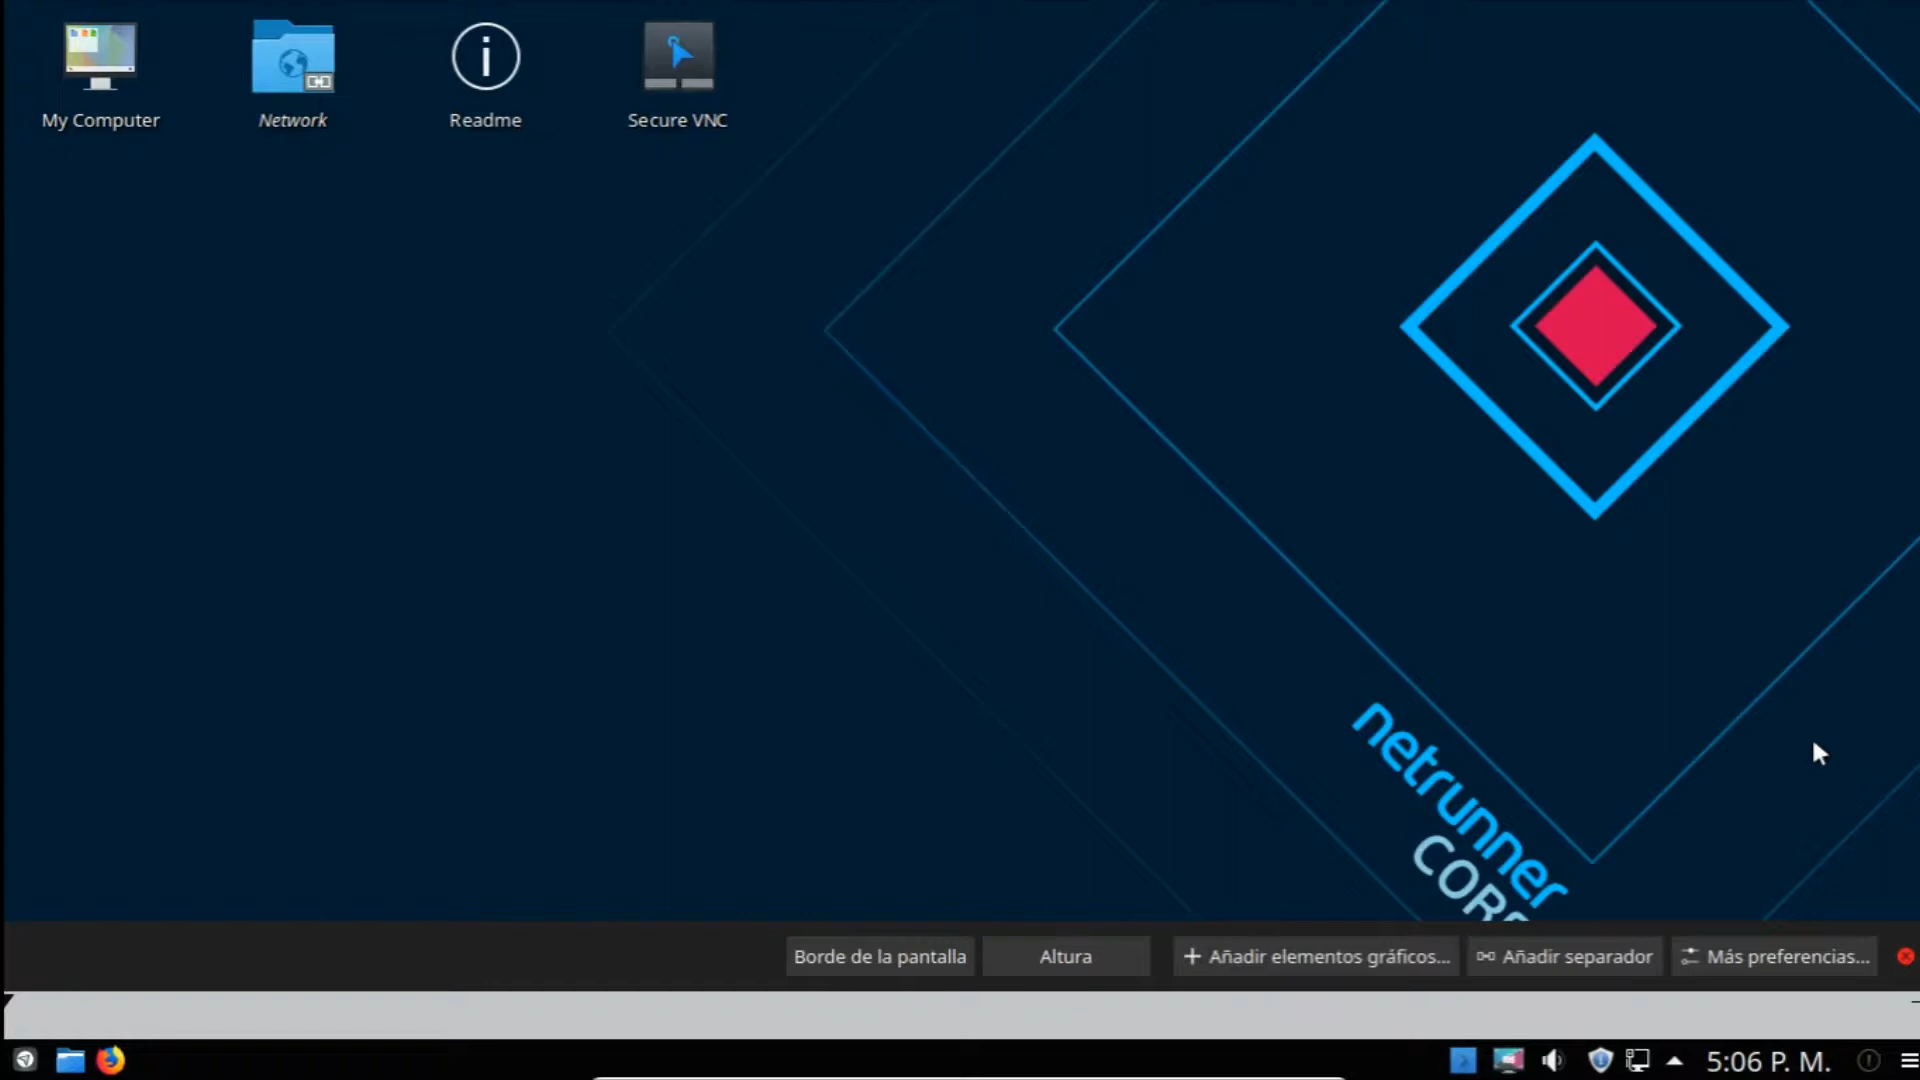 My Computer
Network
Readme
Secure VNC
netrunner
Borde de la pantalla
Altura
Añadir elementos gráficos...
Añadir separador
Más preferencias...
5:06 P. M.